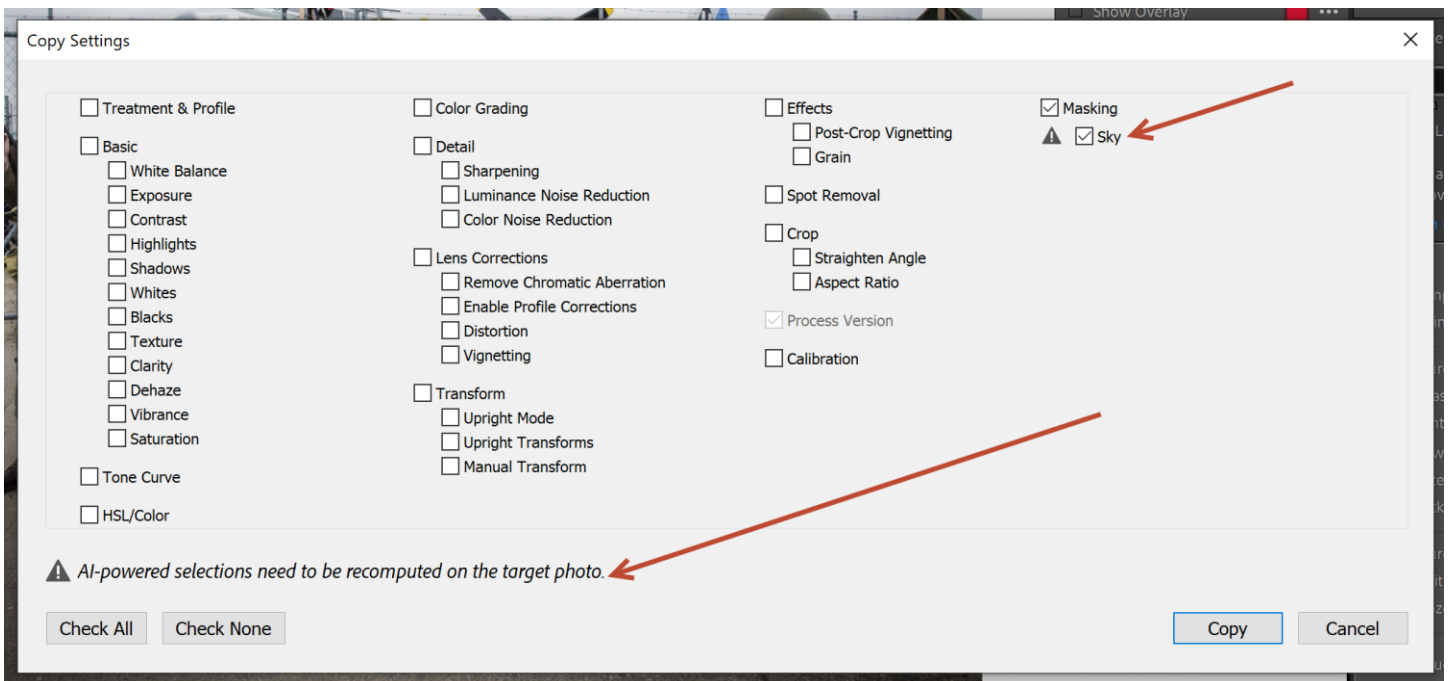 Show Overlay
Copy Settings
Treatment & Profile
Basic
White Balance
Exposure
Contrast
Highlights
Shadows
Whites
Blacks
Texture
Clarity
Dehaze
Vibrance
Saturation
Tone Curve
HSL/Color
Color Grading
Detail
Sharpening
Luminance Noise Reduction
Color Noise Reduction
Lens Corrections
Remove Chromatic Aberration
Enable Profile Corrections
Distortion
Vignetting
Transform
Upright Mode
Upright Transforms
Manual Transform
Effects
Post-Crop Vignetting
Grain
Spot Removal
Crop
Straighten Angle
Aspect Ratio
Process Version
Calibration
Masking
Sky
AI-powered selections need to be recomputed on the target photo.
Check All
Check None
Copy
Cancel